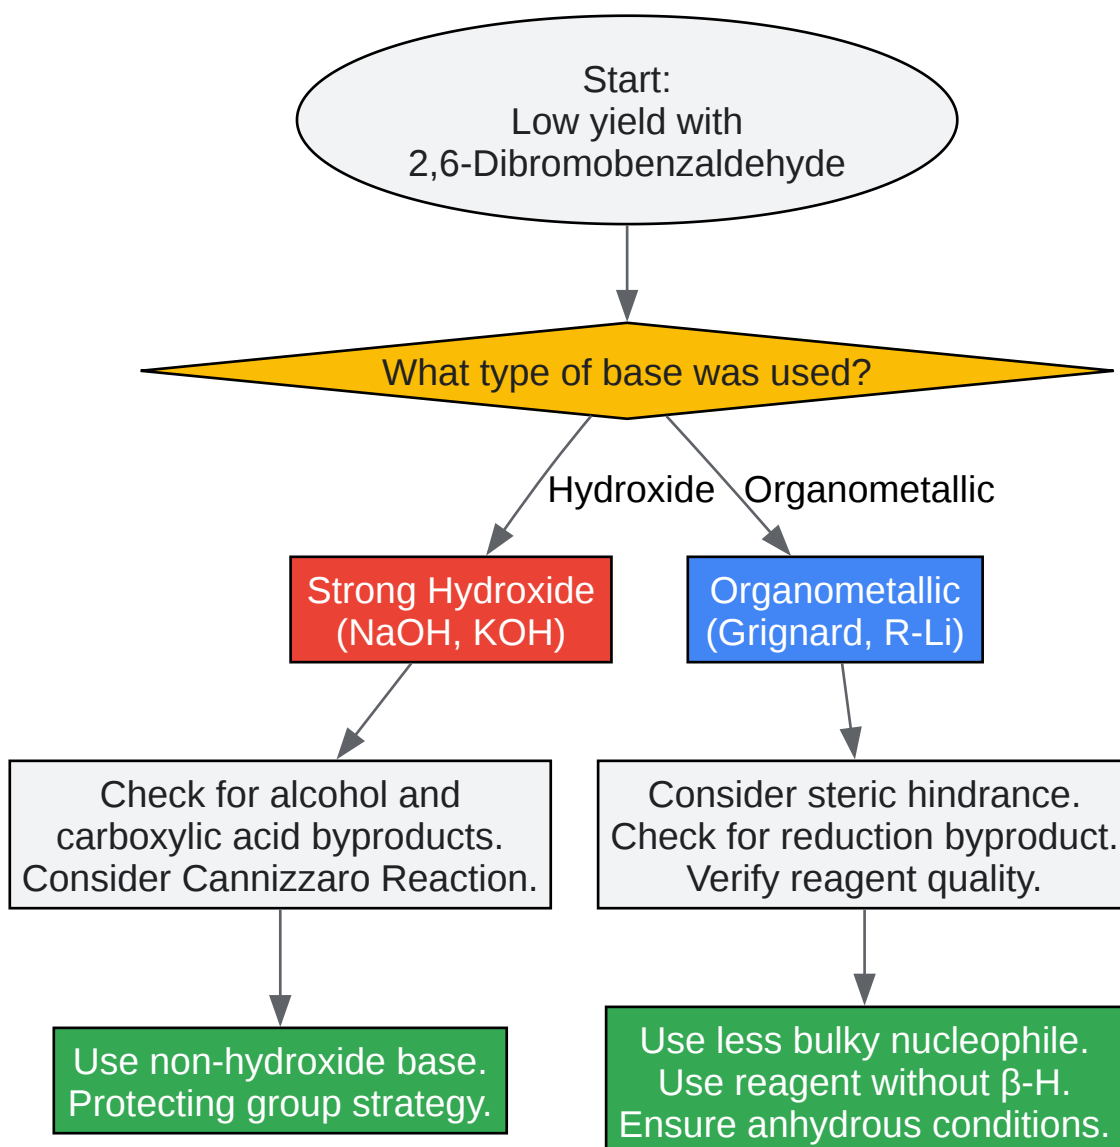 Start:
Low yield with
2,6-Dibromobenzaldehyde
What type of base was used?
Hydroxide
Organometallic
Strong Hydroxide
(NaOH, KOH)
Organometallic
(Grignard, R-Li)
Check for alcohol and
carboxylic acid byproducts.
Consider Cannizzaro Reaction.
Consider steric hindrance.
Check for reduction byproduct.
Verify reagent quality.
Use non-hydroxide base.
Protecting group strategy.
Use less bulky nucleophile.
Use reagent without β-H.
Ensure anhydrous conditions.